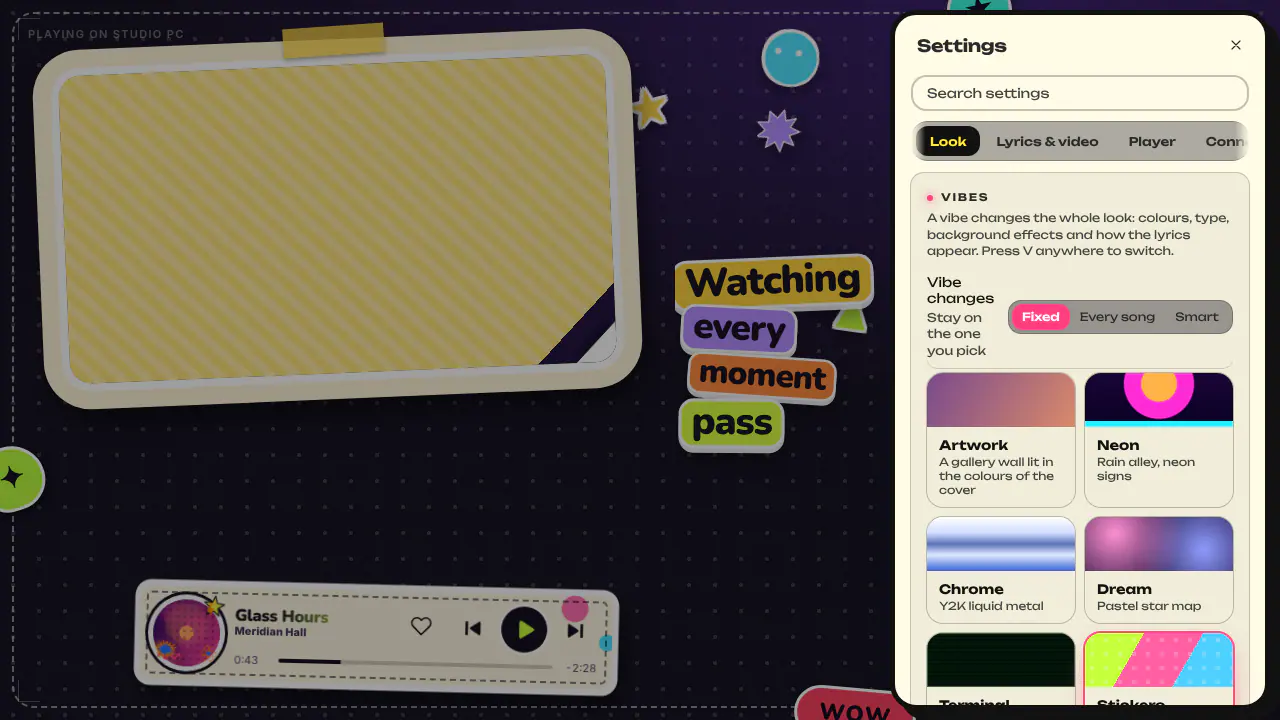 PLAYING ON STUDIO PC
Watching
every
moment
pass
Glass Hours
Meridian Hall
0:43
-2:28
wow
Settings
Search settings
Look
Lyrics & video
Player
VIBES
A vibe changes the whole look: colours, type,
background effects and how the lyrics
appear. Press V anywhere to switch.
Vibe
changes
Stay on
the one
you pick
Fixed
Every song
Smart
Artwork
A gallery wall lit in
the colours of the
cover
Neon
Rain alley, neon
signs
Chrome
Y2K liquid metal
Dream
Pastel star map
Terminal
Stickers